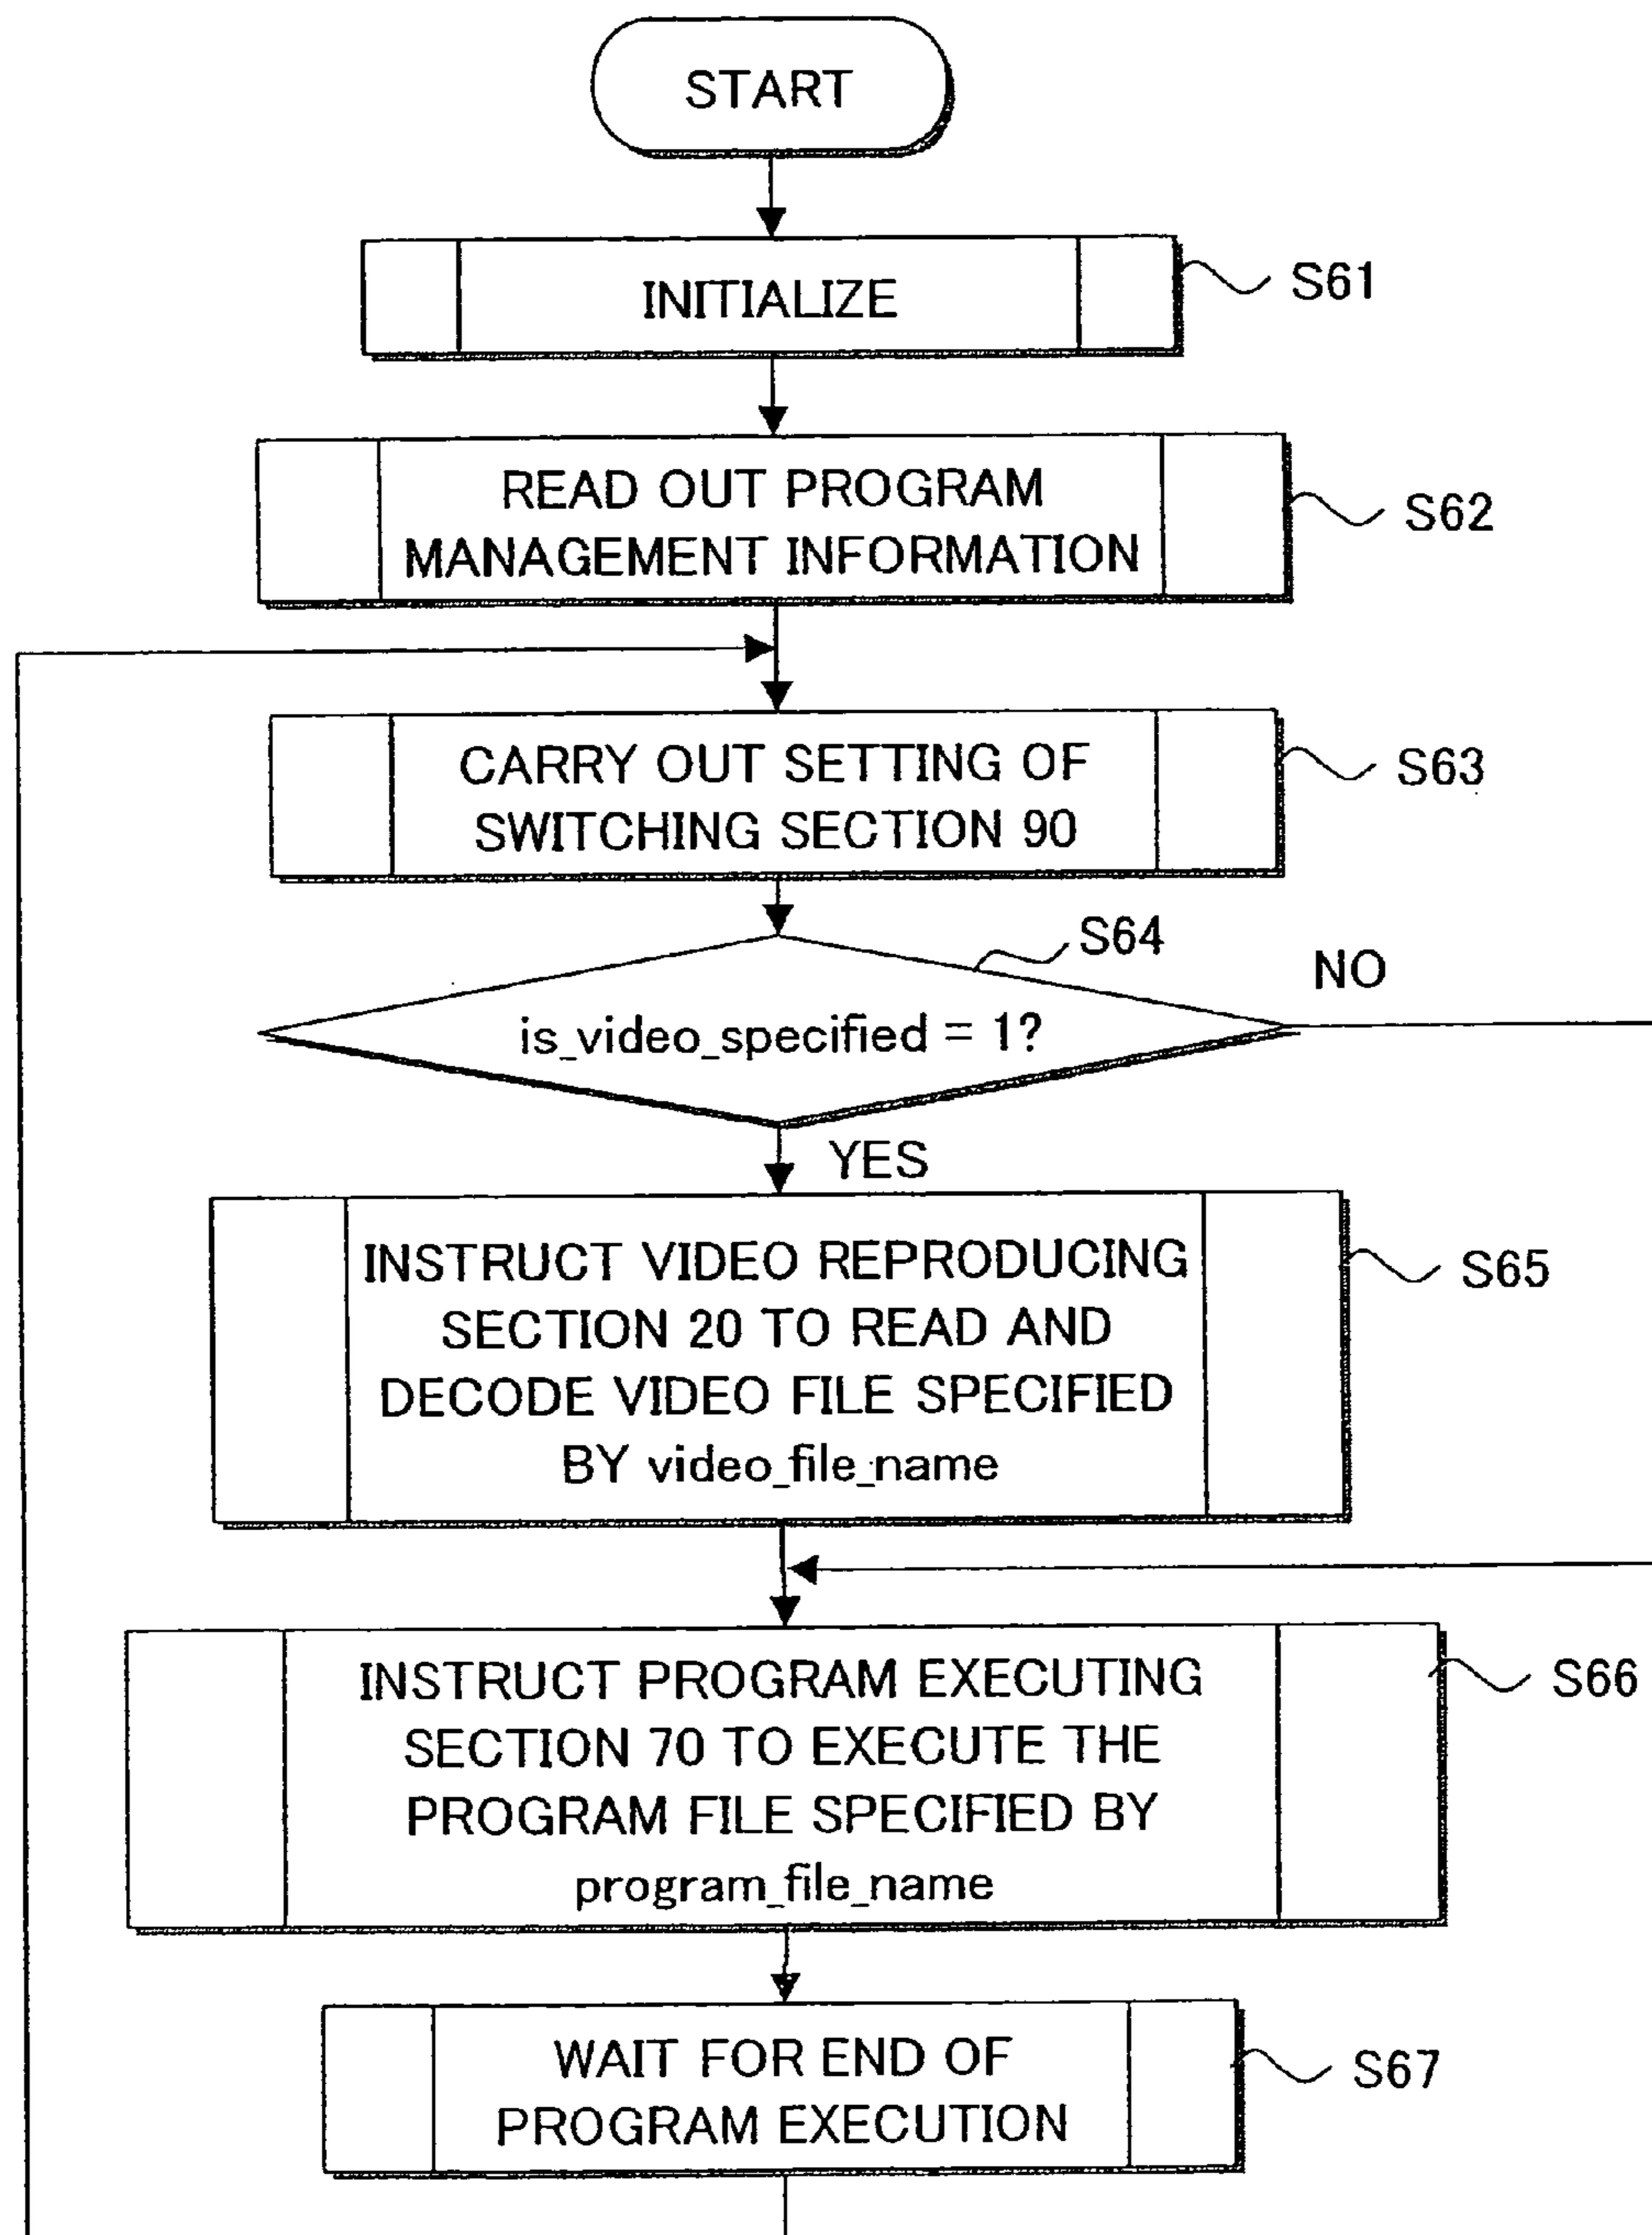 START
INITIALIZE
S61
READ OUT PROGRAM
MANAGEMENT INFORMATION
S62
CARRY OUT SETTING OF
SWITCHING SECTION 90
S63
S64
NO
is_video_specified = 1?
YES
INSTRUCT VIDEO REPRODUCING
SECTION 20 TO READ AND
DECODE VIDEO FILE SPECIFIED
BY video_file_name
S65
INSTRUCT PROGRAM EXECUTING
SECTION 70 TO EXECUTE THE
PROGRAM FILE SPECIFIED BY
program_file_name
S66
WAIT FOR END OF
PROGRAM EXECUTION
S67